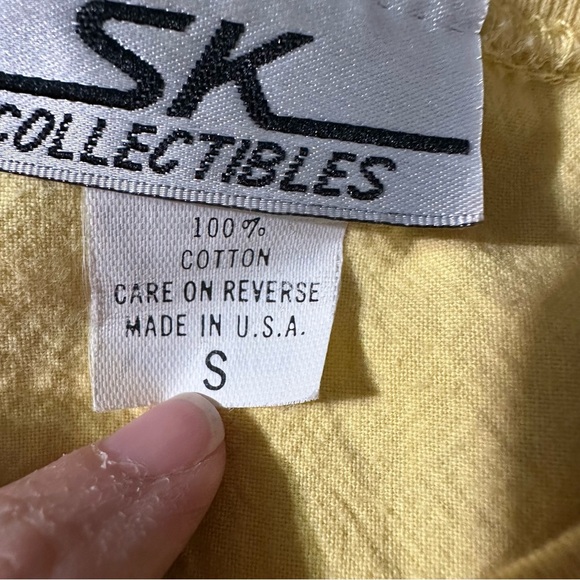 SK
COLLECTIBLES
100%
COTTON
CARE ON REVERSE
MADE IN U.S.A.
S